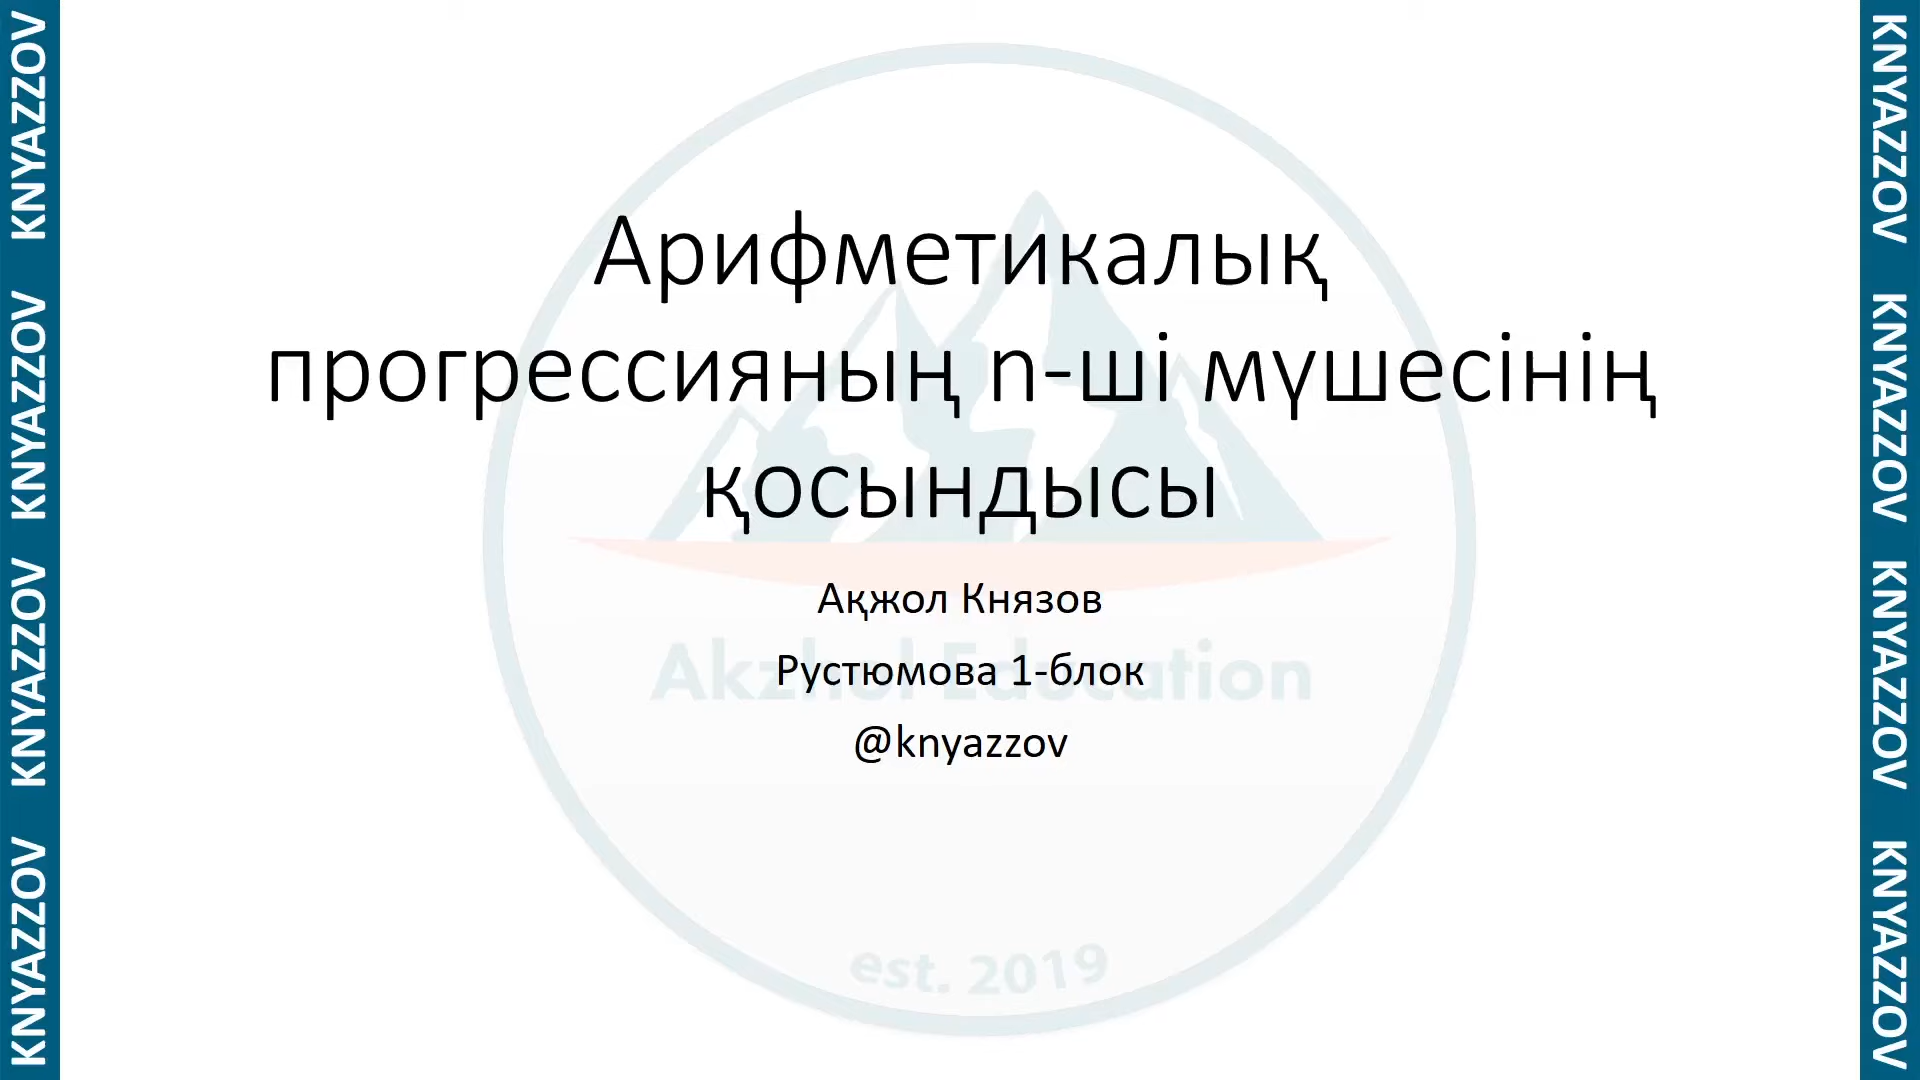 Арифметикалық
прогрессияның n-ші мүшесінің
қосындысы
Ақжол Князов
Рустюмова 1-блок
@knyazzov
Akzhol Education
est. 2019
KNYAZZOV
KNYAZZOV
KNYAZZOV
KNYAZZOV
KNYAZZOV
KNYAZZOV
KNYAZZOV
KNYAZZOV